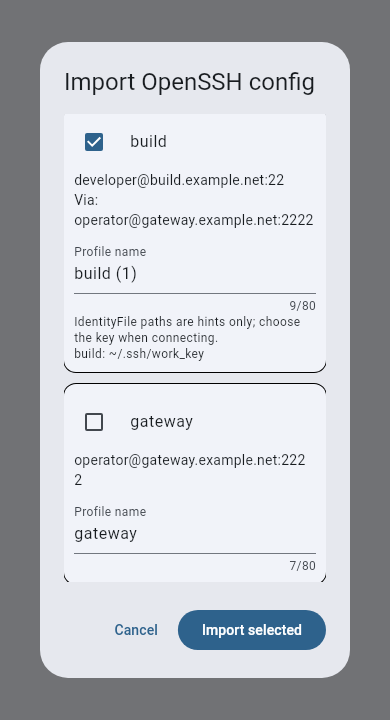 Import OpenSSH config
build
developer@build.example.net:22
Via:
operator@gateway.example.net:2222
Profile name
build (1)
9/80
IdentityFile paths are hints only; choose
the key when connecting.
build: ~/.ssh/work_key
gateway
operator@gateway.example.net:222
2
Profile name
gateway
7/80
Cancel
Import selected